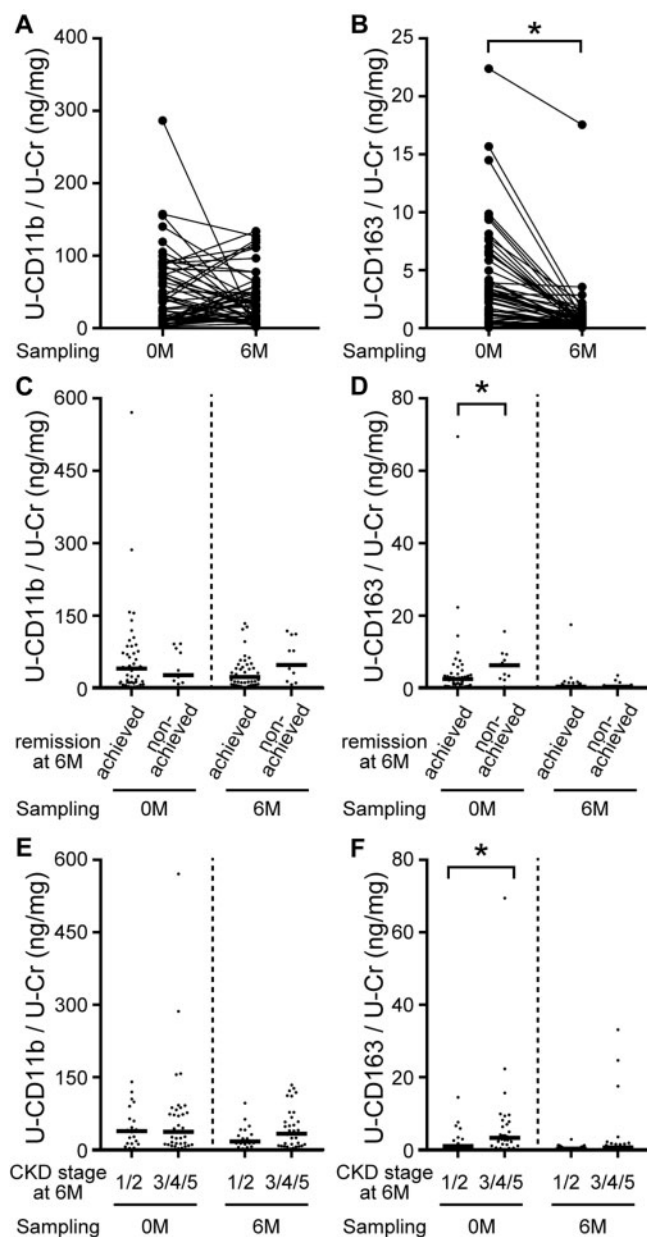 A
U-CD11b / U-Cr (ng/mg)
400
300
200
100
0
Sampling 0M 6M
B
*
U-CD163 / U-Cr (ng/mg)
25
20
15
10
5
0
Sampling 0M 6M
C
U-CD11b / U-Cr (ng/mg)
600
450
300
150
0
remission
at 6M
achieved
non-
achieved
achieved
non-
achieved
Sampling 0M 6M
D
*
U-CD163 / U-Cr (ng/mg)
80
60
40
20
0
remission
at 6M
achieved
non-
achieved
achieved
non-
achieved
Sampling 0M 6M
E
U-CD11b / U-Cr (ng/mg)
600
450
300
150
0
CKD stage
at 6M
1/2 3/4/5 1/2 3/4/5
Sampling 0M 6M
F
*
U-CD163 / U-Cr (ng/mg)
80
60
40
20
0
CKD stage
at 6M
1/2 3/4/5 1/2 3/4/5
Sampling 0M 6M